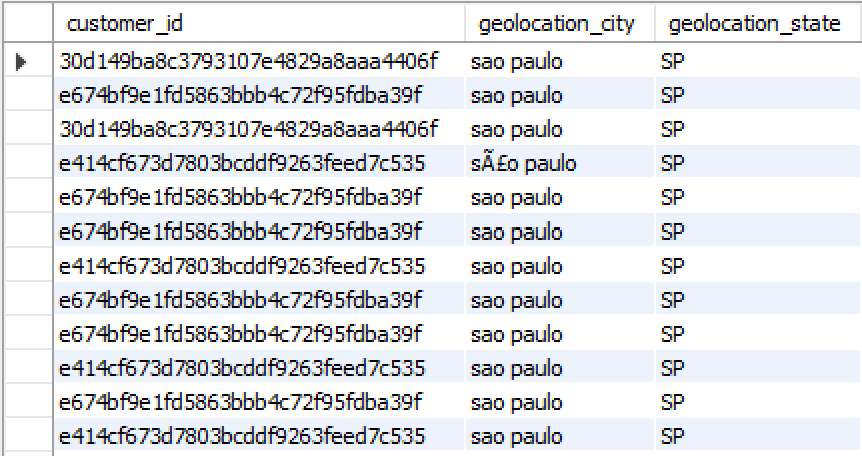 customer_id geolocation_city geolocation_state
30d149ba8c3793107e4829a8aaa4406f sao paulo SP
e674bf9e1fd5863bbb4c72f95fdba39f sao paulo SP
30d149ba8c3793107e4829a8aaa4406f sao paulo SP
e414cf673d7803bcddf9263feed7c535 sÃ£o paulo SP
e674bf9e1fd5863bbb4c72f95fdba39f sao paulo SP
e674bf9e1fd5863bbb4c72f95fdba39f sao paulo SP
e414cf673d7803bcddf9263feed7c535 sao paulo SP
e674bf9e1fd5863bbb4c72f95fdba39f sao paulo SP
e674bf9e1fd5863bbb4c72f95fdba39f sao paulo SP
e414cf673d7803bcddf9263feed7c535 sao paulo SP
e674bf9e1fd5863bbb4c72f95fdba39f sao paulo SP
e414cf673d7803bcddf9263feed7c535 sao paulo SP